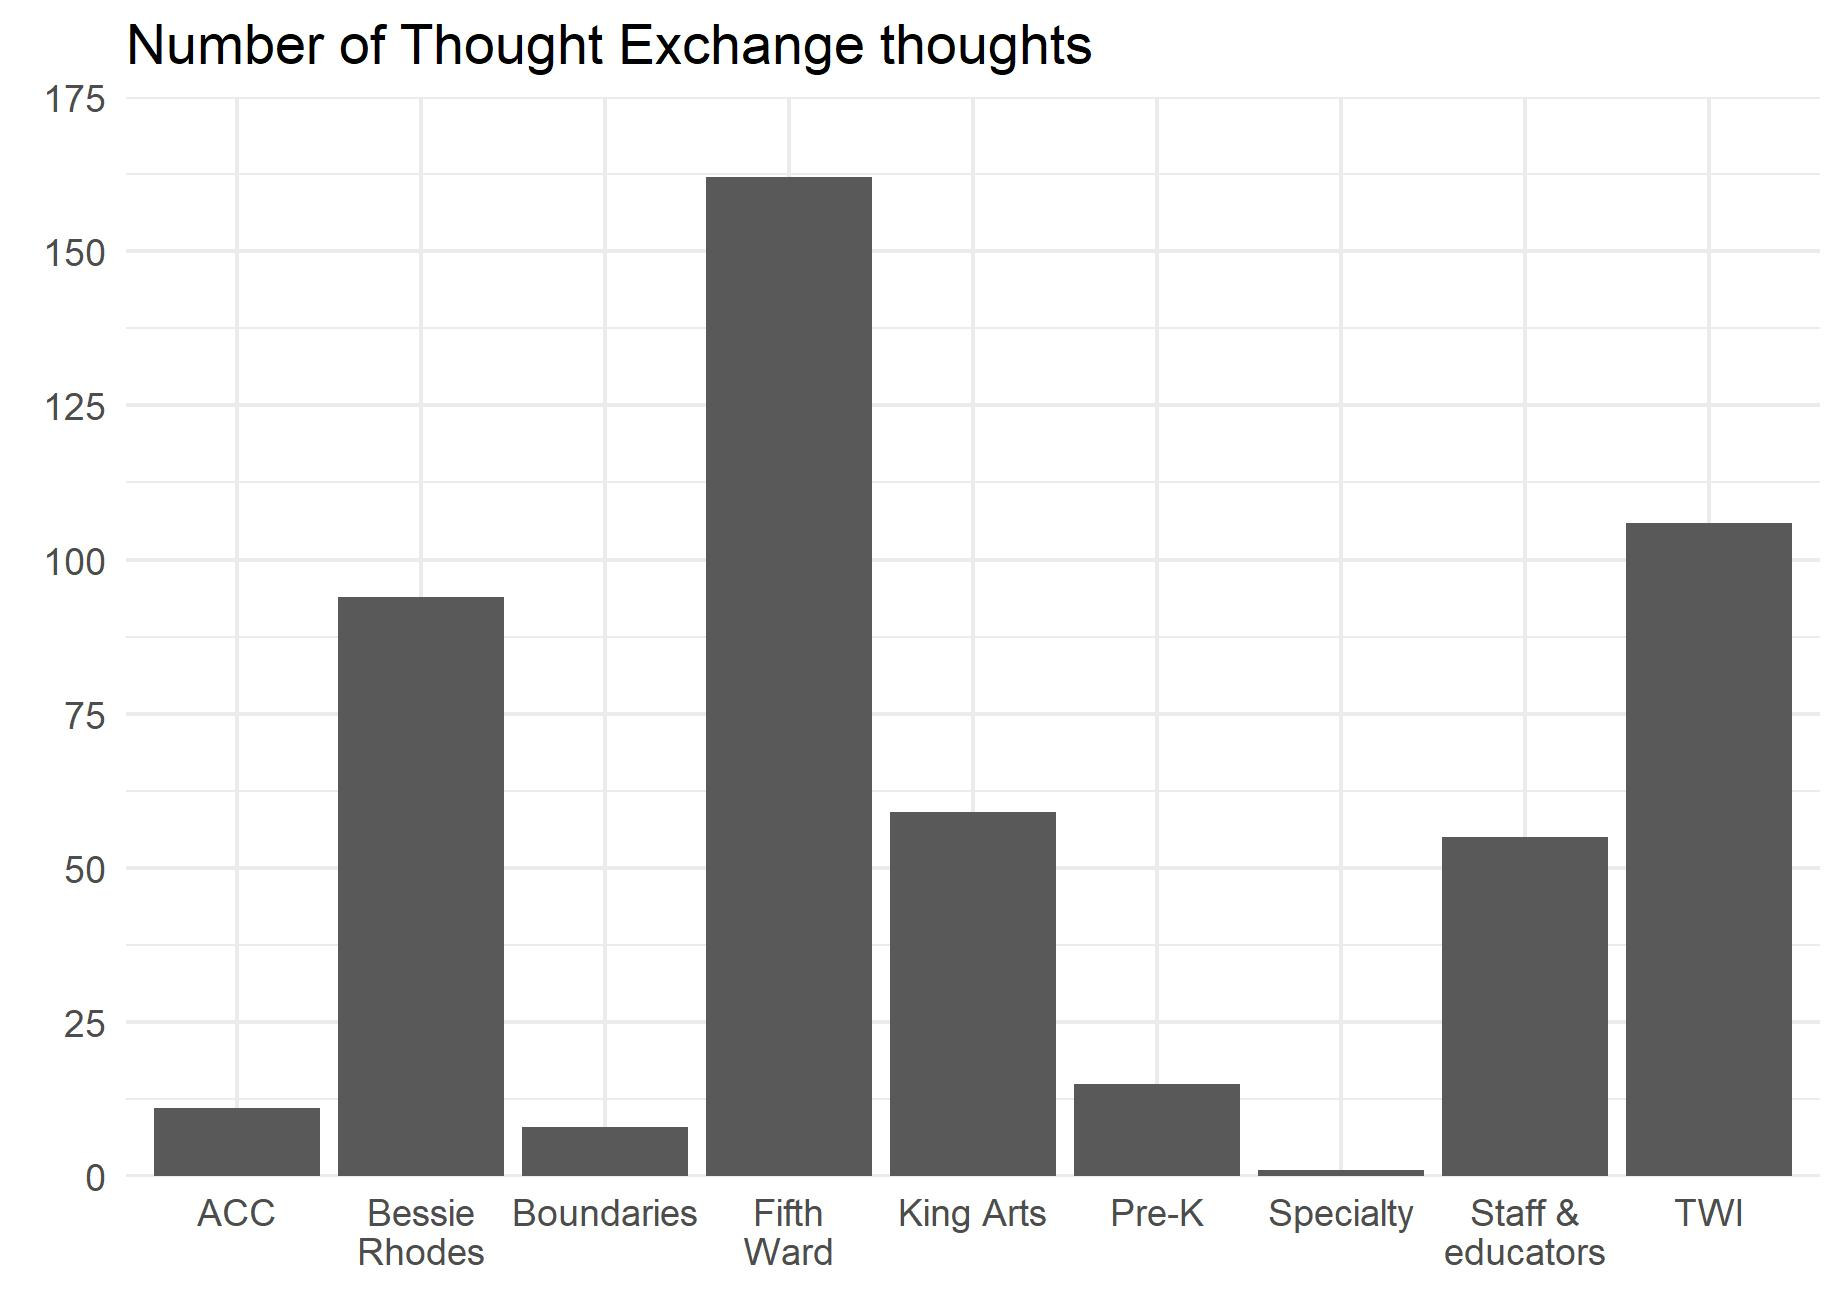 Number of Thought Exchange thoughts
175
150
125
100
75
50
25
0
ACC
Bessie
Rhodes
Boundaries
Fifth
Ward
King Arts
Pre-K
Specialty
Staff &
educators
TWI